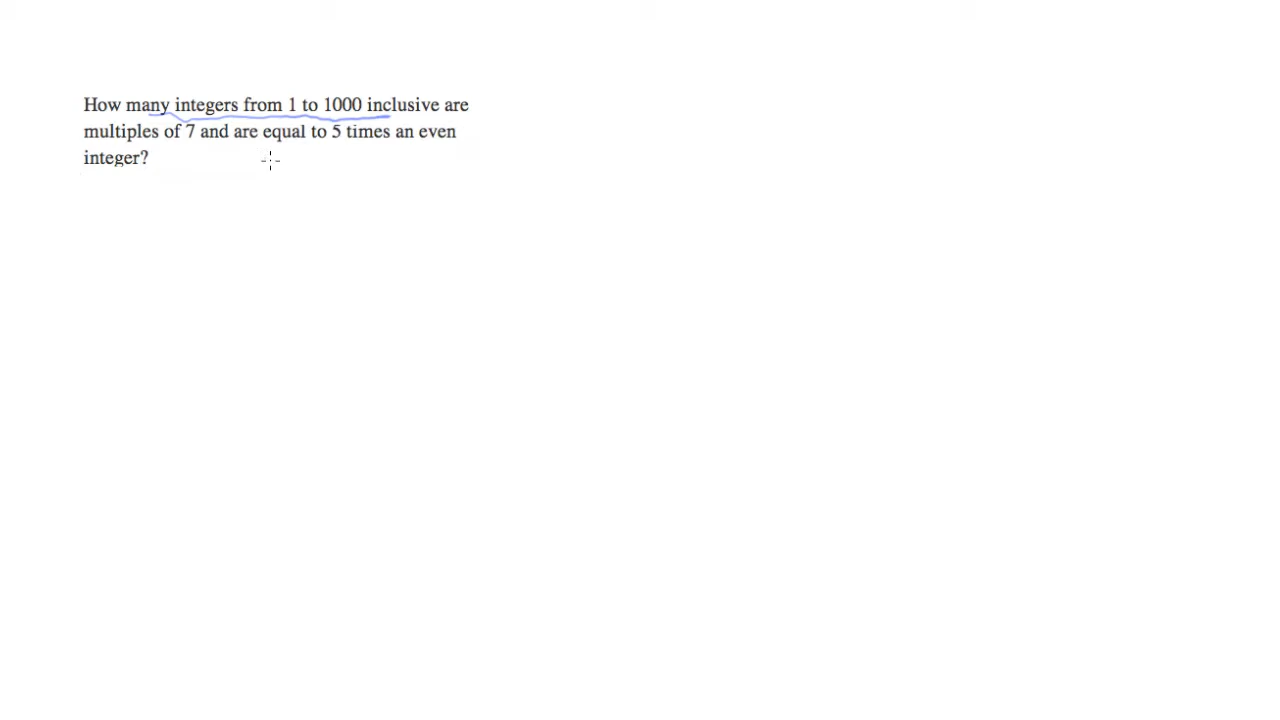 How many integers from 1 to 1000 inclusive are
multiples of 7 and are equal to 5 times an even
integer?